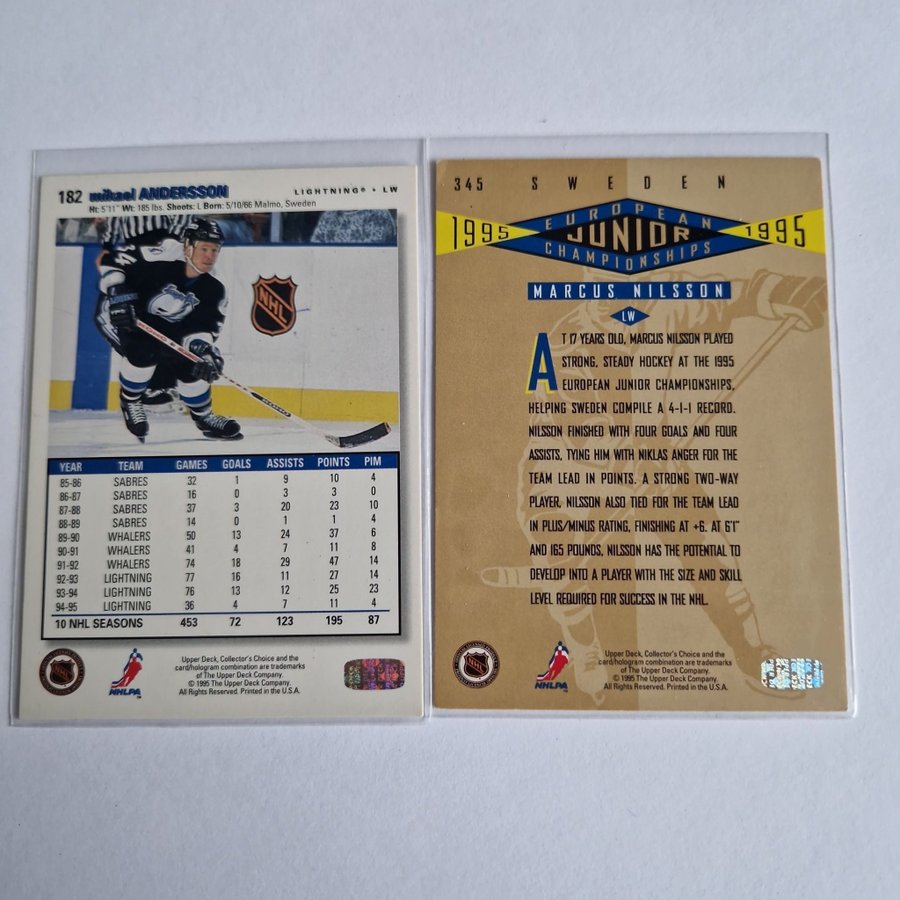 182 mikael ANDERSSON
LIGHTNING® • LW
Ht: 5'11" Wt: 185 lbs. Shoots: L Born: 5/10/66 Malmo, Sweden
NHL
YEAR TEAM GAMES GOALS ASSISTS POINTS PIM
85-86 SABRES 32 1 9 10 4
86-87 SABRES 16 0 3 3 0
87-88 SABRES 37 3 20 23 10
88-89 SABRES 14 0 1 1 4
89-90 WHALERS 50 13 24 37 6
90-91 WHALERS 41 4 7 11 8
91-92 WHALERS 74 18 29 47 14
92-93 LIGHTNING 77 16 11 27 14
93-94 LIGHTNING 76 13 12 25 23
94-95 LIGHTNING 36 4 7 11 4
10 NHL SEASONS 453 72 123 195 87
NHL
NHLPA
Upper Deck, Collector's Choice and the
card/hologram combination are trademarks
of The Upper Deck Company.
© 1995 The Upper Deck Company.
All Rights Reserved. Printed in the U.S.A.
345 SWEDEN
1995 EUROPEAN 1995
JUNIOR
CHAMPIONSHIPS
MARCUS NILSSON
LW
AT 17 YEARS OLD, MARCUS NILSSON PLAYED
STRONG, STEADY HOCKEY AT THE 1995
EUROPEAN JUNIOR CHAMPIONSHIPS,
HELPING SWEDEN COMPILE A 4-1-1 RECORD.
NILSSON FINISHED WITH FOUR GOALS AND FOUR
ASSISTS, TYING HIM WITH NIKLAS ANGER FOR THE
TEAM LEAD IN POINTS. A STRONG TWO-WAY
PLAYER, NILSSON ALSO TIED FOR THE TEAM LEAD
IN PLUS/MINUS RATING, FINISHING AT +6. AT 6'1"
AND 165 POUNDS, NILSSON HAS THE POTENTIAL TO
DEVELOP INTO A PLAYER WITH THE SIZE AND SKILL
LEVEL REQUIRED FOR SUCCESS IN THE NHL.
NHL
NHLPA
Upper Deck, Collector's Choice and the
card/hologram combination are trademarks
of The Upper Deck Company.
© 1995 The Upper Deck Company.
All Rights Reserved. Printed in the U.S.A.